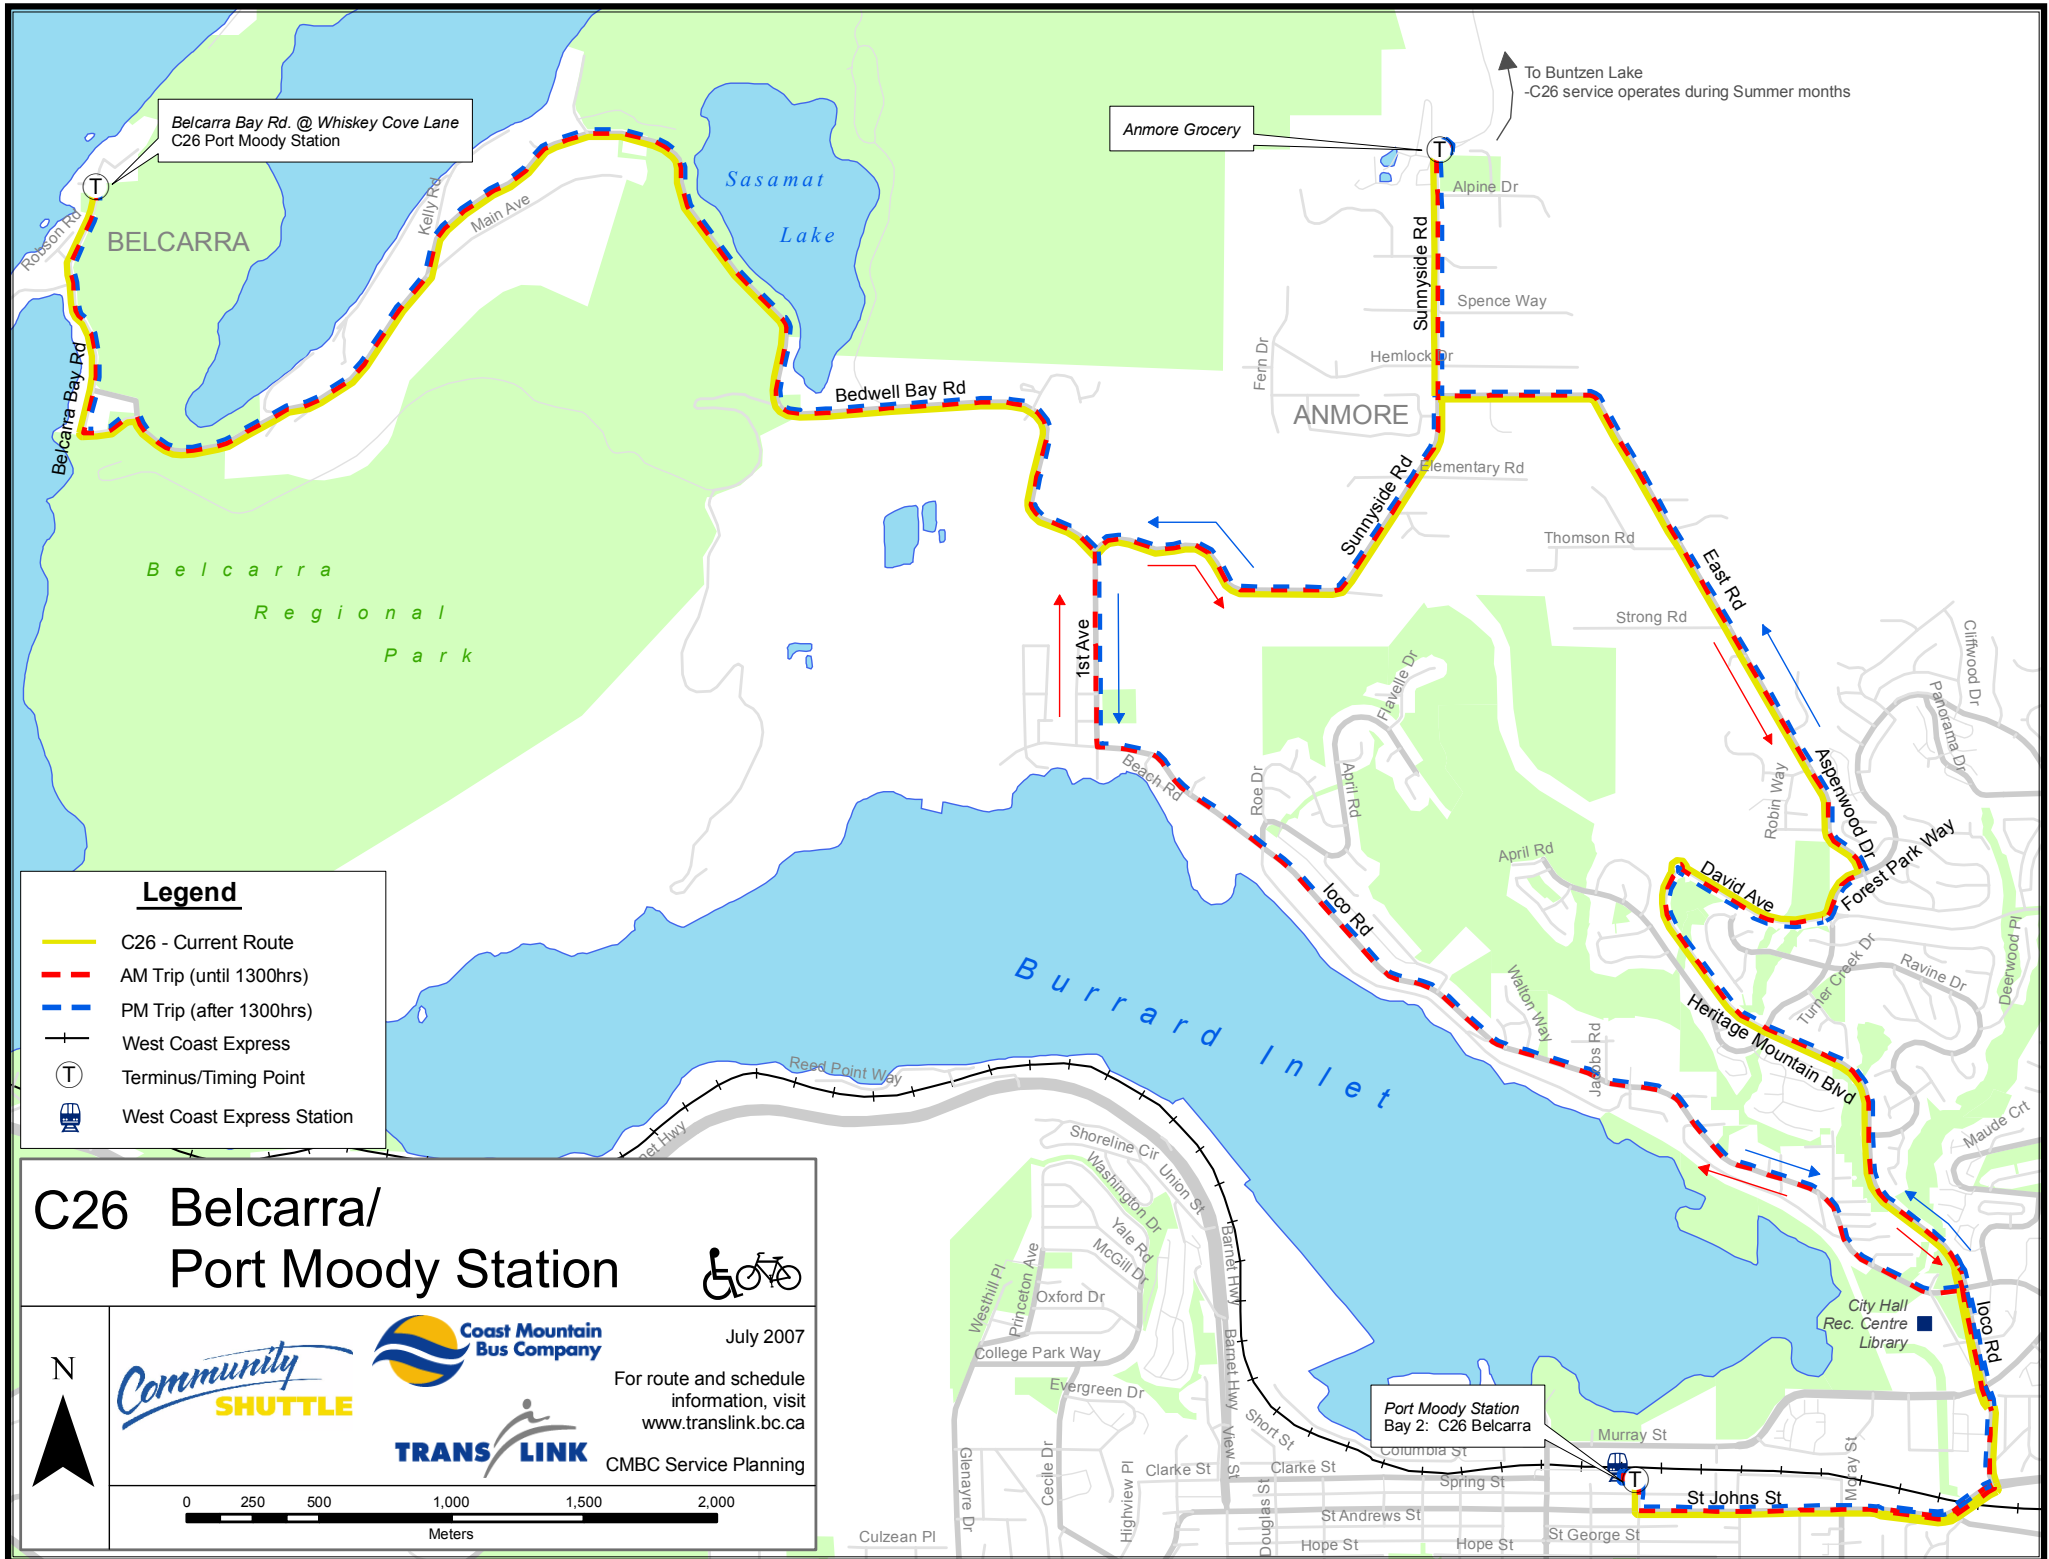 To Buntzen Lake
-C26 service operates during Summer months
Belcarra Bay Rd. @ Whiskey Cove Lane
C26 Port Moody Station
Anmore Grocery
T
T
Sasamat
Lake
Alpine Dr
Kelly Rd
Main Ave
Robson Rd
BELCARRA
Sunnyside Rd
Spence Way
Hemlock Dr
Fern Dr
Belcarra Bay Rd
Bedwell Bay Rd
ANMORE
Elementary Rd
Sunnyside Rd
Thomson Rd
East Rd
Belcarra
Regional
Park
Strong Rd
1st Ave
Flavelle Dr
Cliffwood Dr
Panorama Dr
Beach Rd
Roe Dr
April Rd
Robin Way
Aspenwood Dr
Forest Park Way
April Rd
David Ave
Ioco Rd
Deerwood Pl
Turner Creek Dr
Ravine Dr
Walton Way
Jacobs Rd
Heritage Mountain Blvd
Burrard Inlet
Maude Crt
Legend
C26 - Current Route
AM Trip (until 1300hrs)
PM Trip (after 1300hrs)
West Coast Express
T
Terminus/Timing Point
West Coast Express Station
Reed Point Way
net Hwy
Shoreline Cir
Union St
Washington Dr
Yale Rd
McGill Dr
Barnet Hwy
Westhill Pl
Princeton Ave
Oxford Dr
College Park Way
Evergreen Dr
Barnet Hwy
City Hall
Rec. Centre
Library
Ioco Rd
Port Moody Station
Bay 2: C26 Belcarra
Murray St
Columbia St
Short St
View St
Clarke St
Clarke St
Spring St
T
Moray St
St Johns St
Glenayre Dr
Cecile Dr
Highview Pl
Douglas St
St Andrews St
St George St
Hope St
Hope St
Culzean Pl
C26 Belcarra/
Port Moody Station
N
Community
SHUTTLE
Coast Mountain
Bus Company
TRANS LINK
July 2007
For route and schedule
information, visit
www.translink.bc.ca
CMBC Service Planning
0 250 500 1,000 1,500 2,000
Meters